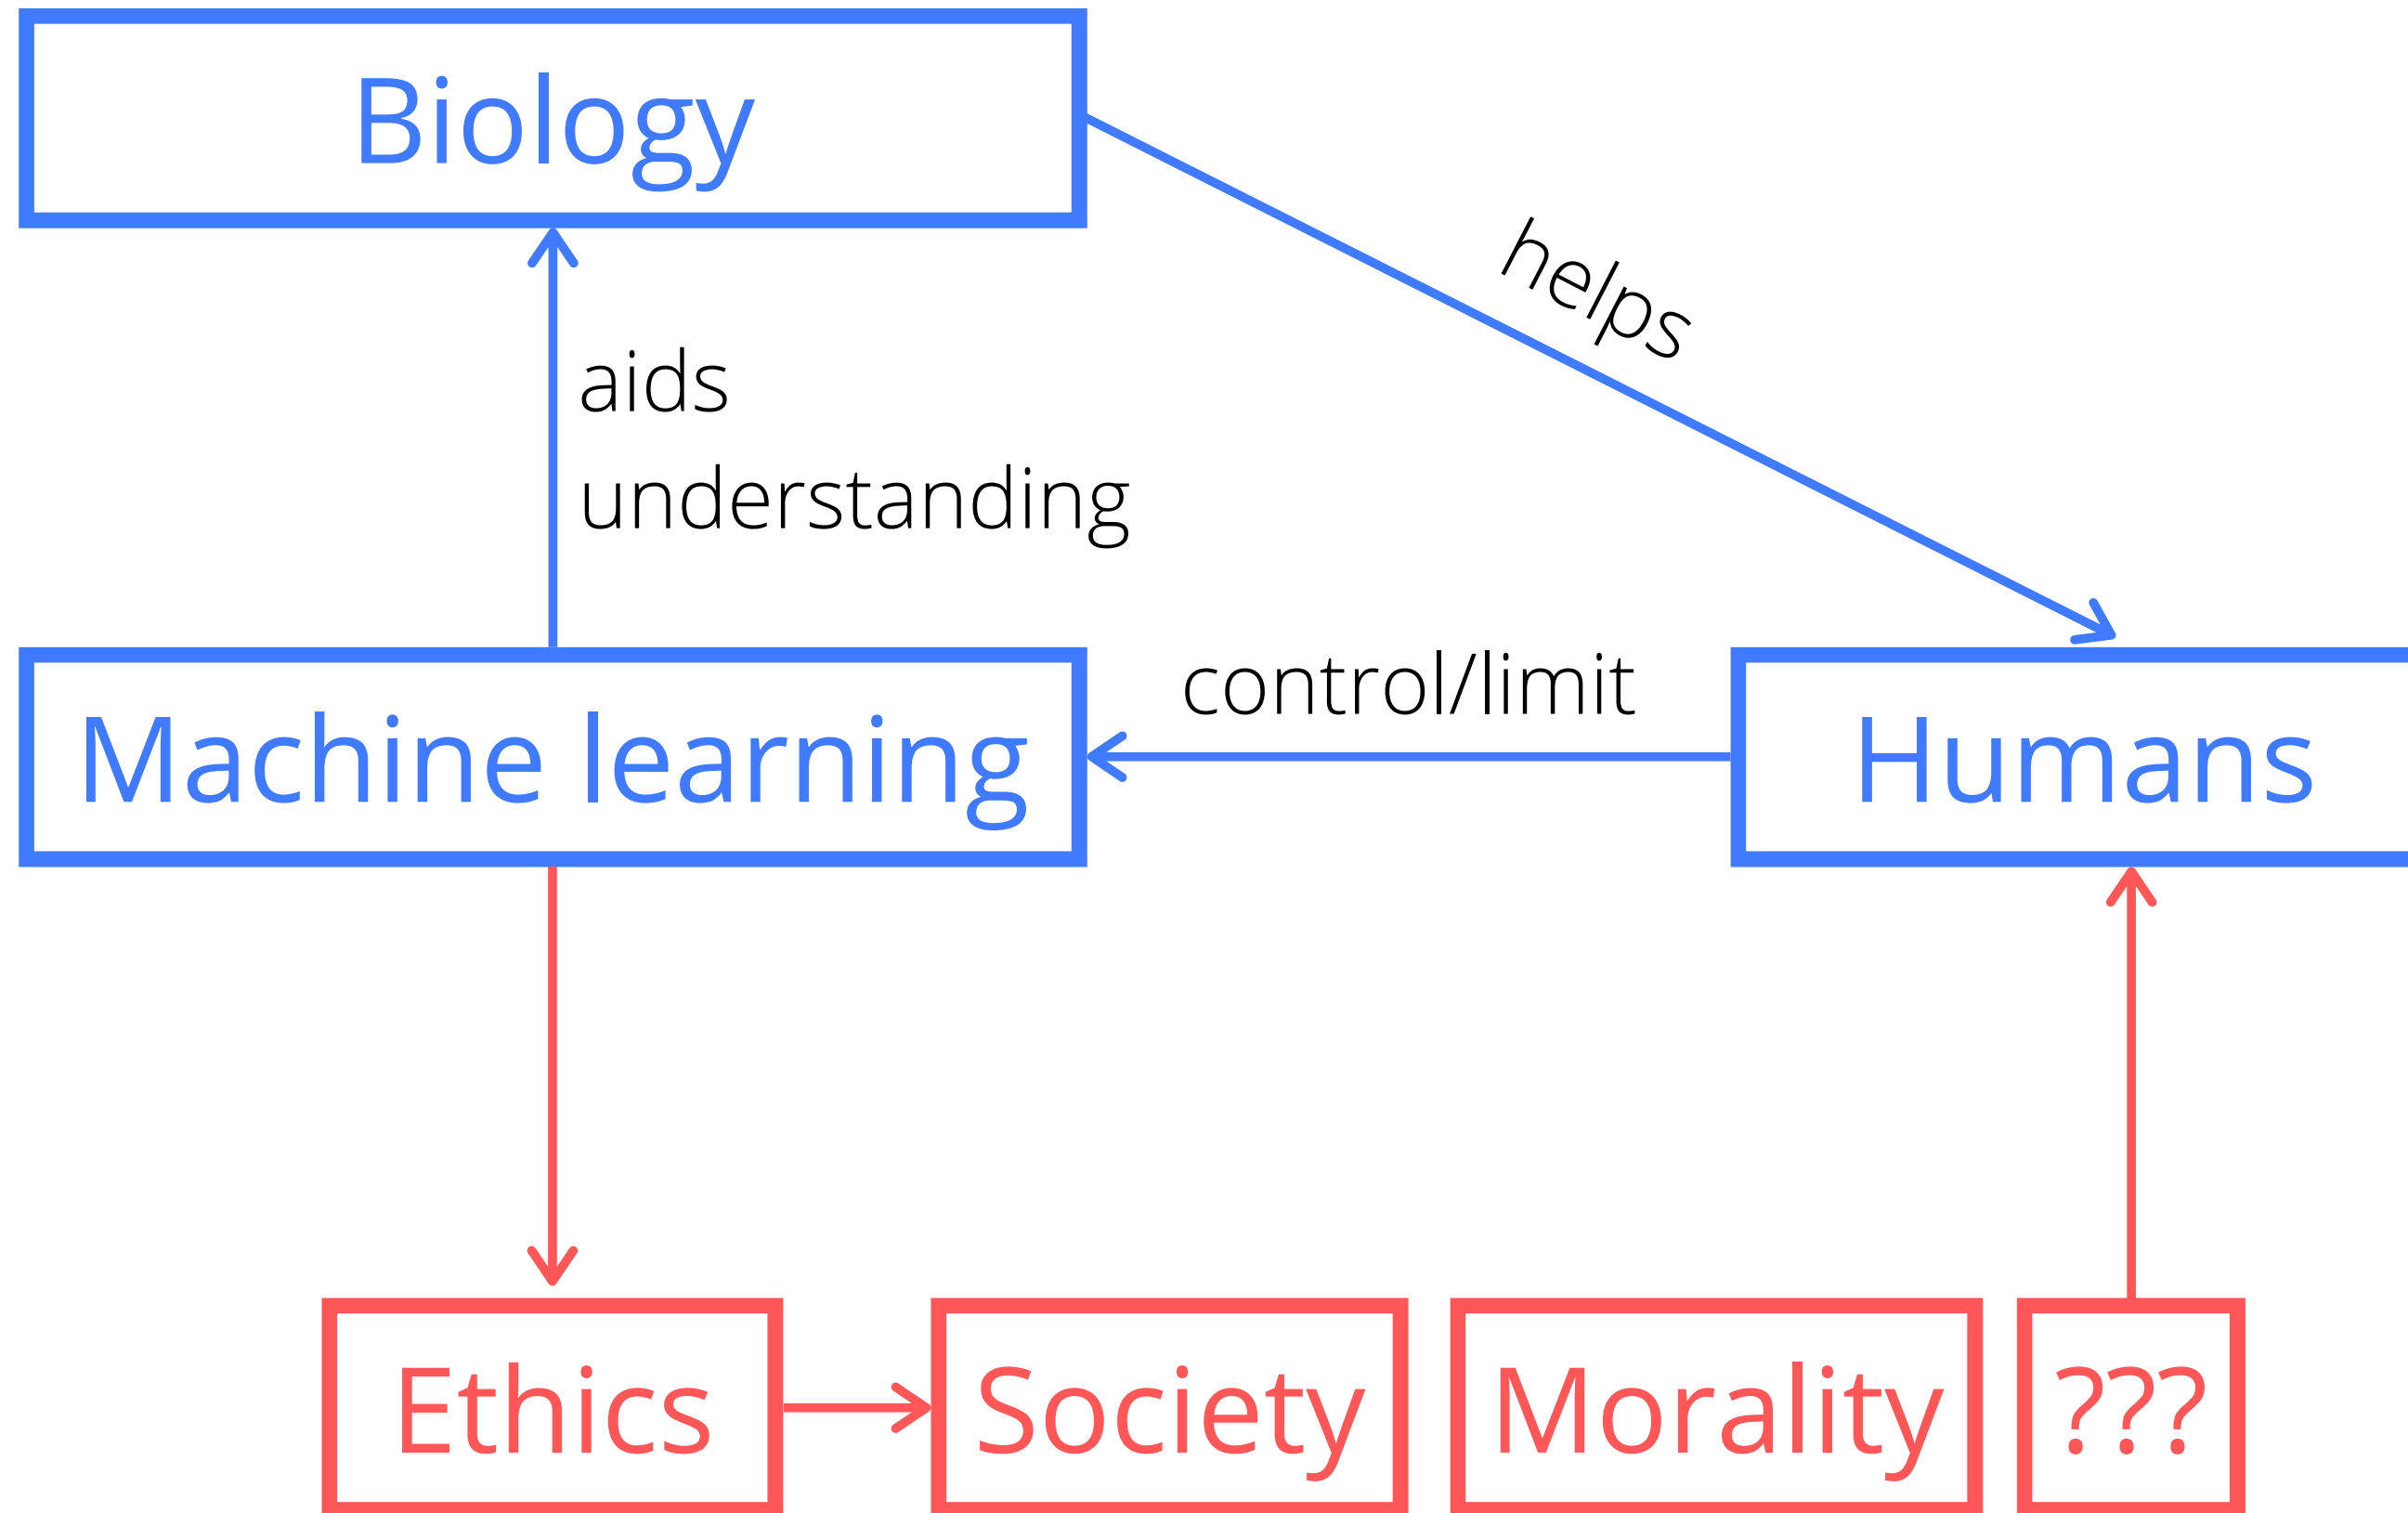 Biology
helps
aids
understanding
control/limit
Machine learning
Humans
Ethics
Society
Morality
???